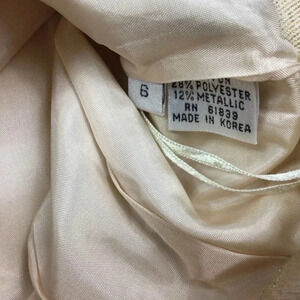 6
28% POLYESTER
12% METALLIC
RN 61839
MADE IN KOREA